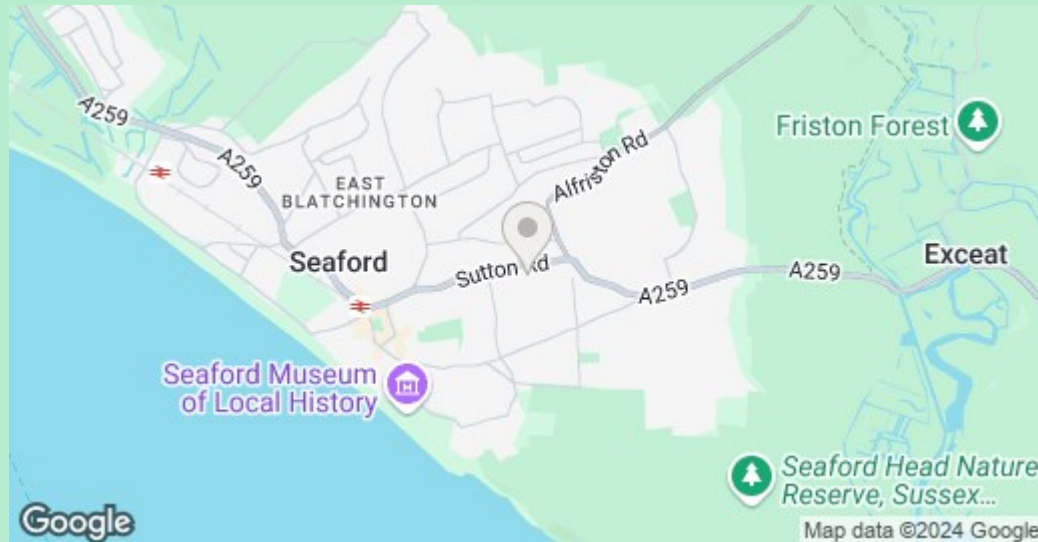 A259
Friston Forest
A259
Alfriston Rd
EAST
BLATCHINGTON
Exceat
Seaford
Sutton Rd
A259
A259
Seaford Museum
of Local History
Seaford Head Nature
Reserve, Sussex...
Google
Map data ©2024 Google